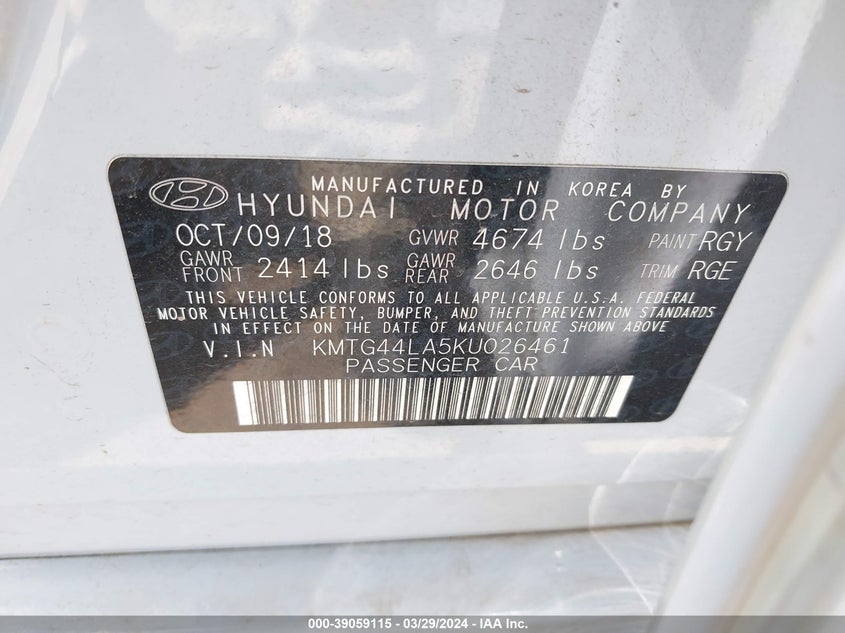 MANUFACTURED IN KOREA BY
HYUNDAI MOTOR COMPANY
OCT/09/18 GVWR 4674 lbs PAINT RGY
GAWR FRONT 2414 lbs GAWR REAR 2646 lbs TRIM RGE
THIS VEHICLE CONFORMS TO ALL APPLICABLE U.S.A. FEDERAL
MOTOR VEHICLE SAFETY, BUMPER, AND THEFT PREVENTION STANDARDS
IN EFFECT ON THE DATE OF MANUFACTURE SHOWN ABOVE
V.I.N KMTG44LA5KU026461
PASSENGER CAR
000-39059115 - 03/29/2024 - IAA Inc.